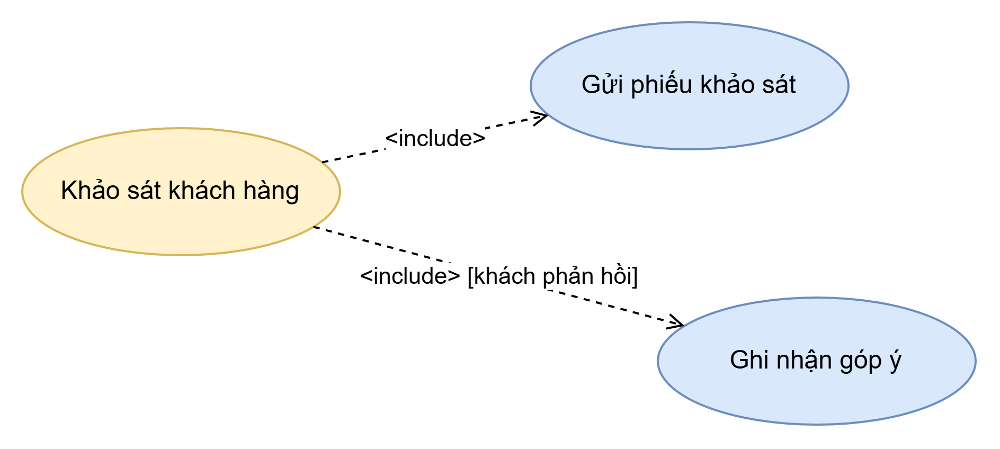 Gửi phiếu khảo sát
<include>
Khảo sát khách hàng
<include> [khách phản hồi]
Ghi nhận góp ý